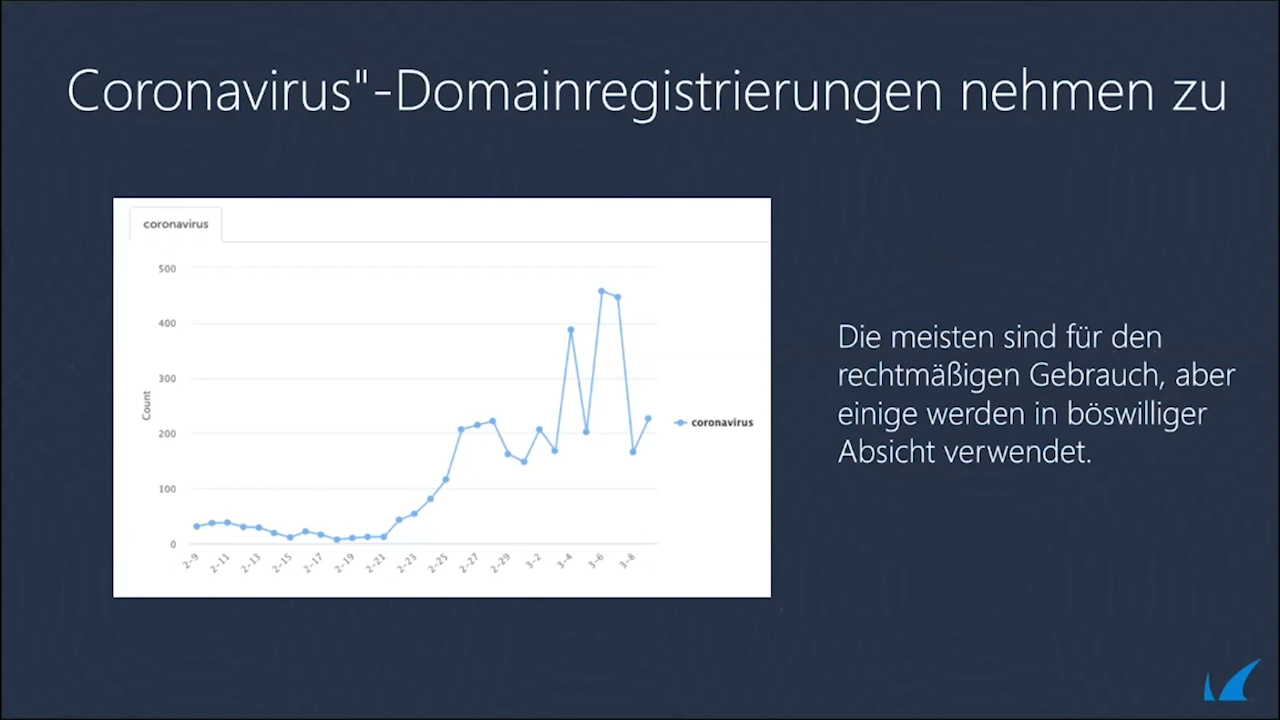 Coronavirus"-Domainregistrierungen nehmen zu
coronavirus
500
400
300
200
100
0
Count
2-9
2-11
2-13
2-15
2-17
2-19
2-21
2-23
2-25
2-27
2-29
3-2
3-4
3-6
3-8
coronavirus
Die meisten sind für den
rechtmäßigen Gebrauch, aber
einige werden in böswilliger
Absicht verwendet.